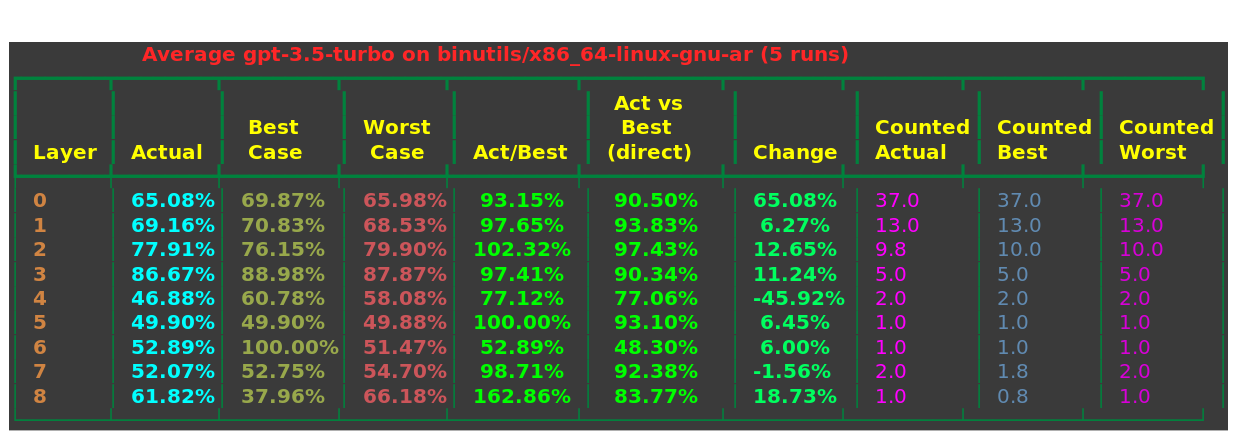 Average gpt-3.5-turbo on binutils/x86_64-linux-gnu-ar (5 runs)
Act vs
Best Worst Best Counted Counted Counted
Layer Actual Case Case Act/Best (direct) Change Actual Best Worst
0 65.08% 69.87% 65.98% 93.15% 90.50% 65.08% 37.0 37.0 37.0
1 69.16% 70.83% 68.53% 97.65% 93.83% 6.27% 13.0 13.0 13.0
2 77.91% 76.15% 79.90% 102.32% 97.43% 12.65% 9.8 10.0 10.0
3 86.67% 88.98% 87.87% 97.41% 90.34% 11.24% 5.0 5.0 5.0
4 46.88% 60.78% 58.08% 77.12% 77.06% -45.92% 2.0 2.0 2.0
5 49.90% 49.90% 49.88% 100.00% 93.10% 6.45% 1.0 1.0 1.0
6 52.89% 100.00% 51.47% 52.89% 48.30% 6.00% 1.0 1.0 1.0
7 52.07% 52.75% 54.70% 98.71% 92.38% -1.56% 2.0 1.8 2.0
8 61.82% 37.96% 66.18% 162.86% 83.77% 18.73% 1.0 0.8 1.0